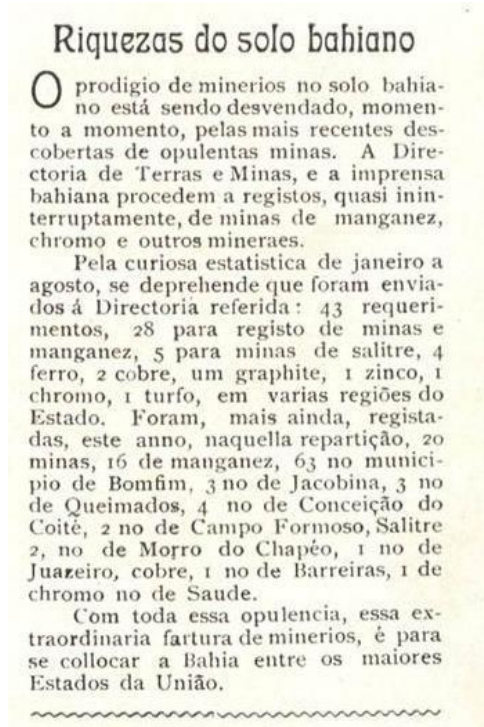 Riquezas do solo bahiano
O prodigio de minerios no solo bahia-
no está sendo desvendado, momen-
to a momento, pelas mais recentes des-
cobertas de opulentas minas. A Dire-
ctoria de Terras e Minas, e a imprensa
bahiana procedem a registos, quasi inin-
terruptamente, de minas de manganez,
chromo e outros mineraes.
Pela curiosa estatistica de janeiro a
agosto, se deprehende que foram envia-
dos á Directoria referida: 43 requeri-
mentos, 28 para registo de minas e
manganez, 5 para minas de salitre, 4
ferro, 2 cobre, um graphite, 1 zinco, 1
chromo, 1 turfo, em varias regiões do
Estado. Foram, mais ainda, regista-
das, este anno, naquella repartição, 20
minas, 16 de manganez, 63 no munici-
pio de Bomfim, 3 no de Jacobina, 3 no
de Queimados, 4 no de Conceição do
Coité, 2 no de Campo Formoso, Salitre
2, no de Morro do Chapéo, 1 no de
Juazeiro, cobre, 1 no de Barreiras, 1 de
chromo no de Saude.
Com toda essa opulencia, essa ex-
traordinaria fartura de minerios, é para
se collocar a Bahia entre os maiores
Estados da União.